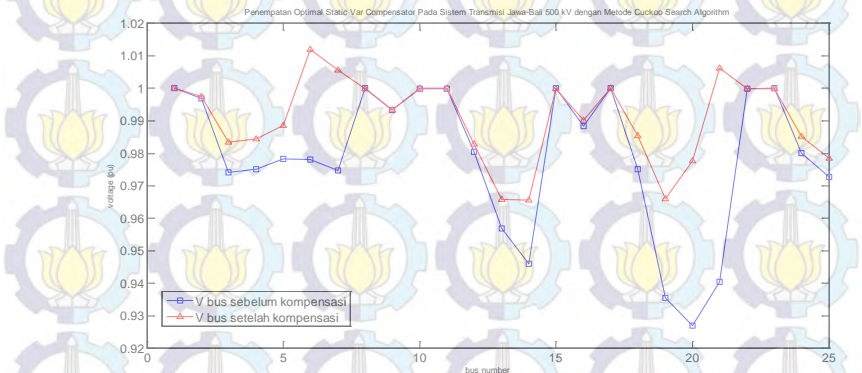 Penempatan Optimal Static Var Compensator Pada Sistem Transmisi Jawa-Bali 500 kV dengan Metode Cuckoo Search Algorithm
1.02
1.01
1
0.99
0.98
0.97
0.96
0.95
0.94
0.93
0.92
voltage (pu)
V bus sebelum kompensasi
V bus setelah kompensasi
0 5 10 15 20 25
bus number